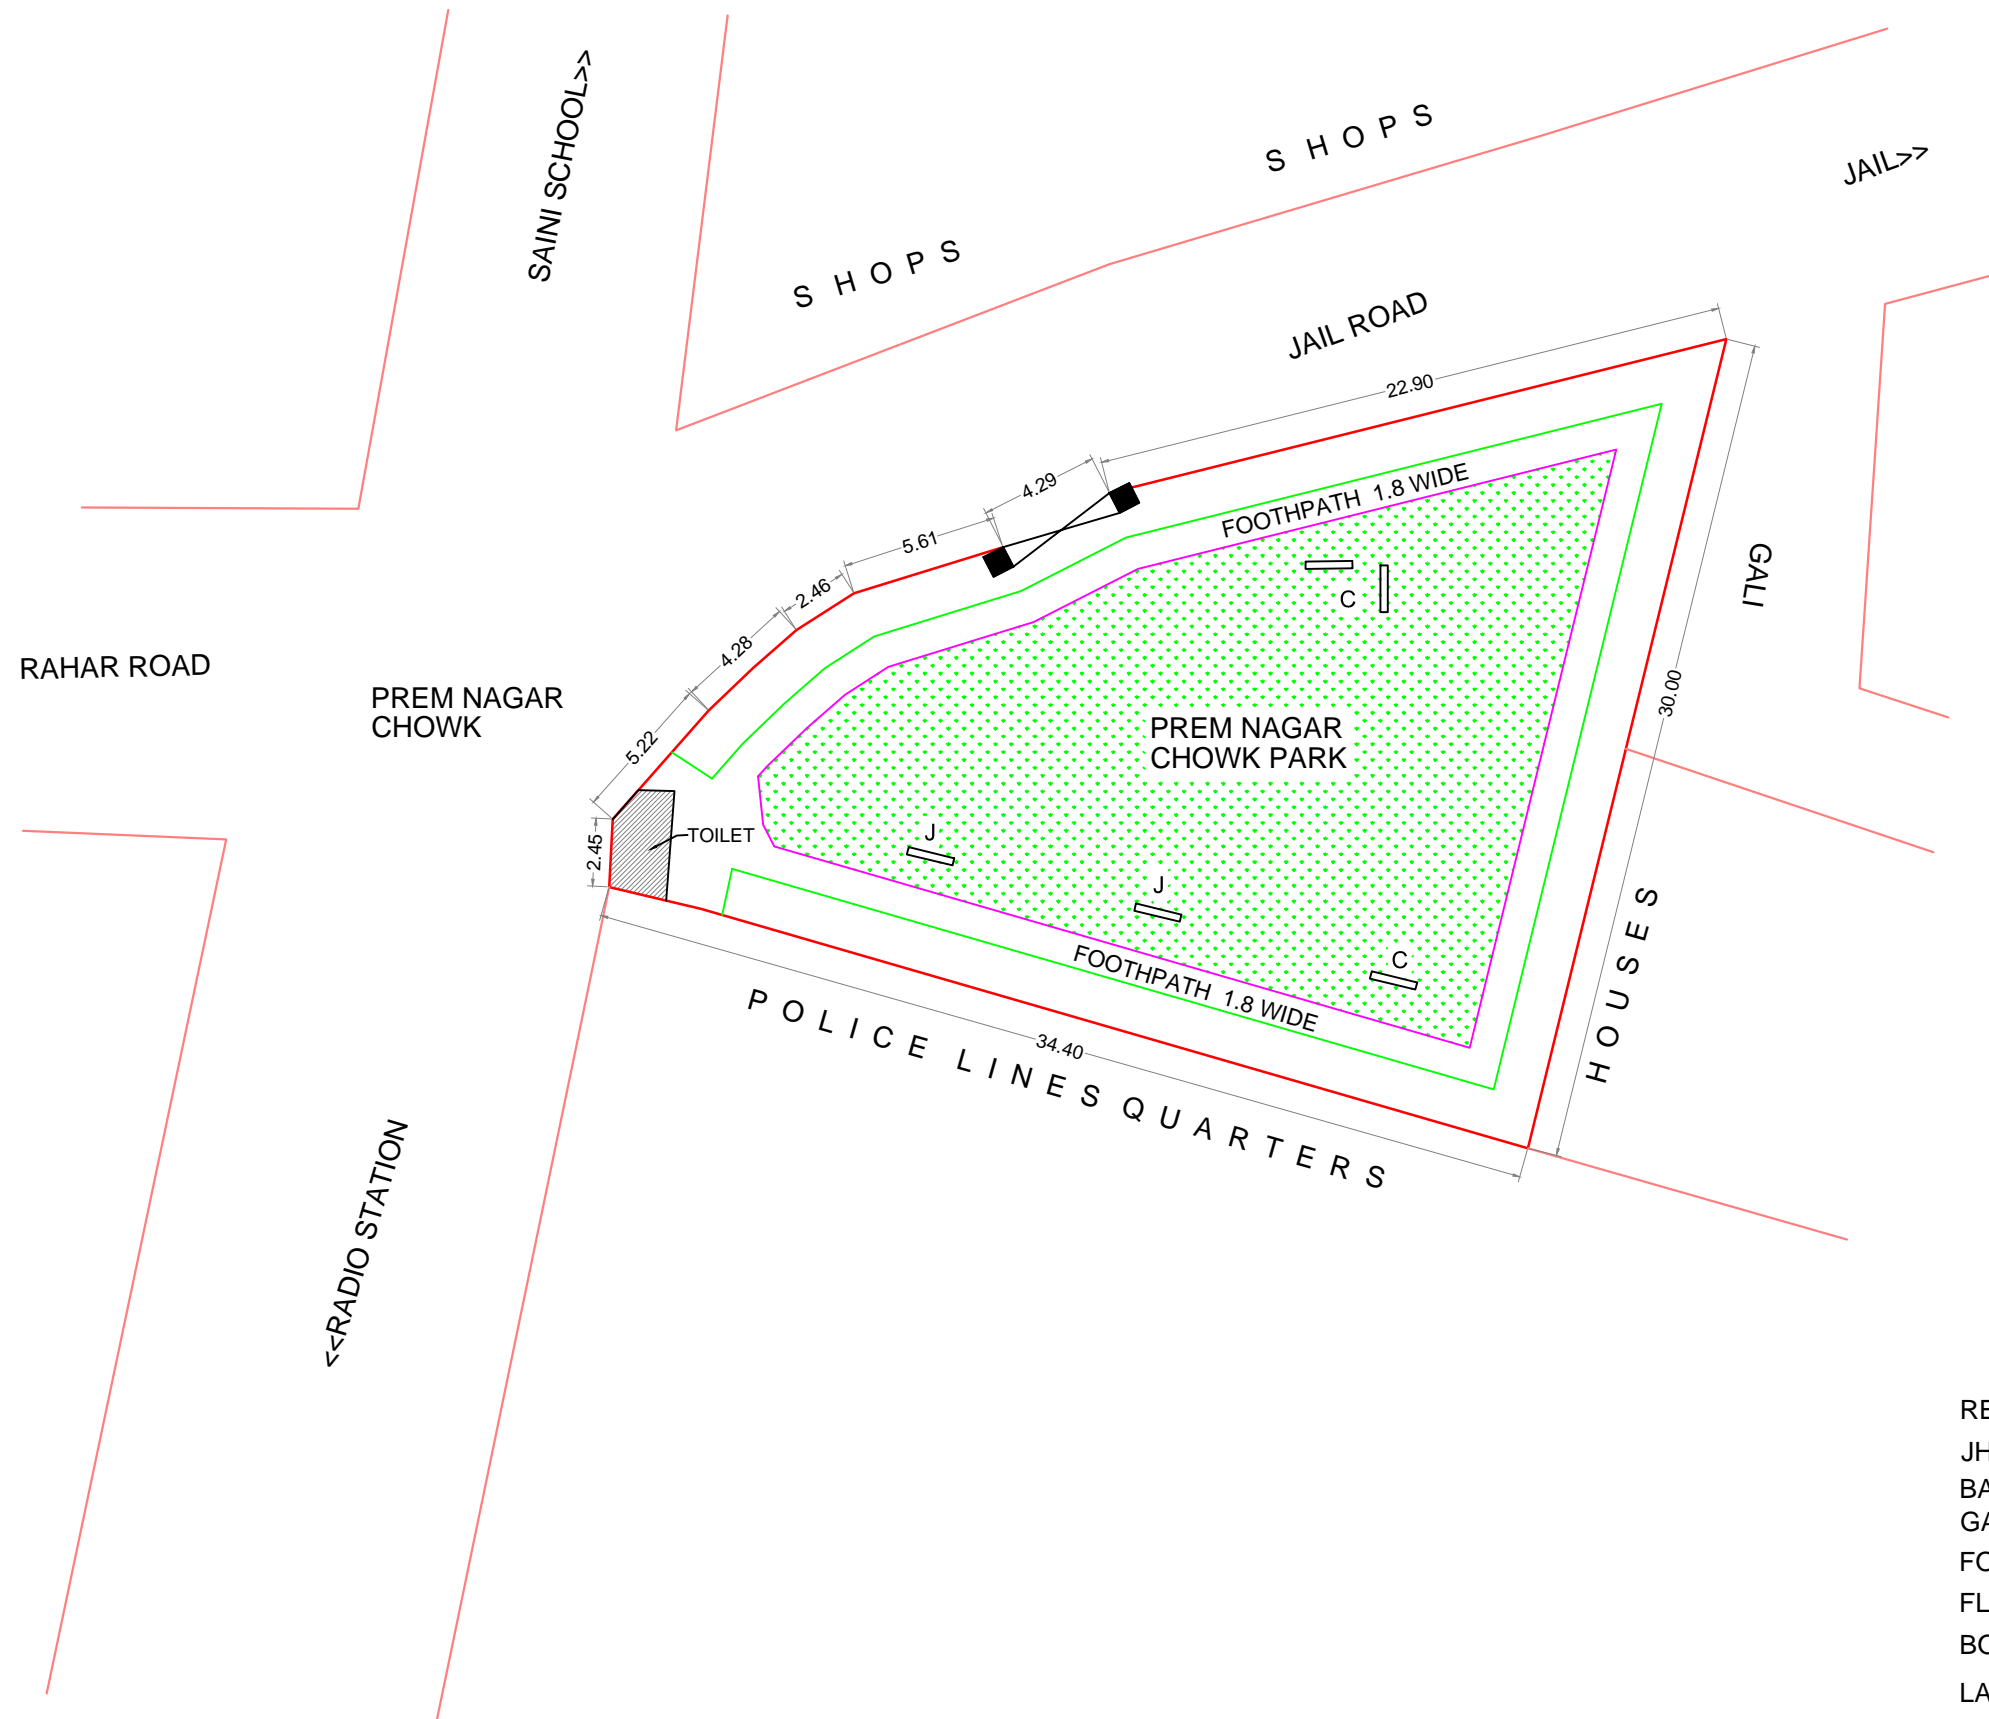 SAINI SCHOOL>>
S H O P S
JAIL>>
S H O P S
JAIL ROAD
22.90
4.29
FOOTHPATH 1.8 WIDE
5.61
2.46
GALI
C
4.28
RAHAR ROAD
PREM NAGAR
CHOWK
30.00
5.22
PREM NAGAR
CHOWK PARK
TOILET
J
2.45
J
H O U S E S
C
FOOTHPATH 1.8 WIDE
P O L I C E L I N E S Q U A R T E R S
34.40
<<RADIO STATION